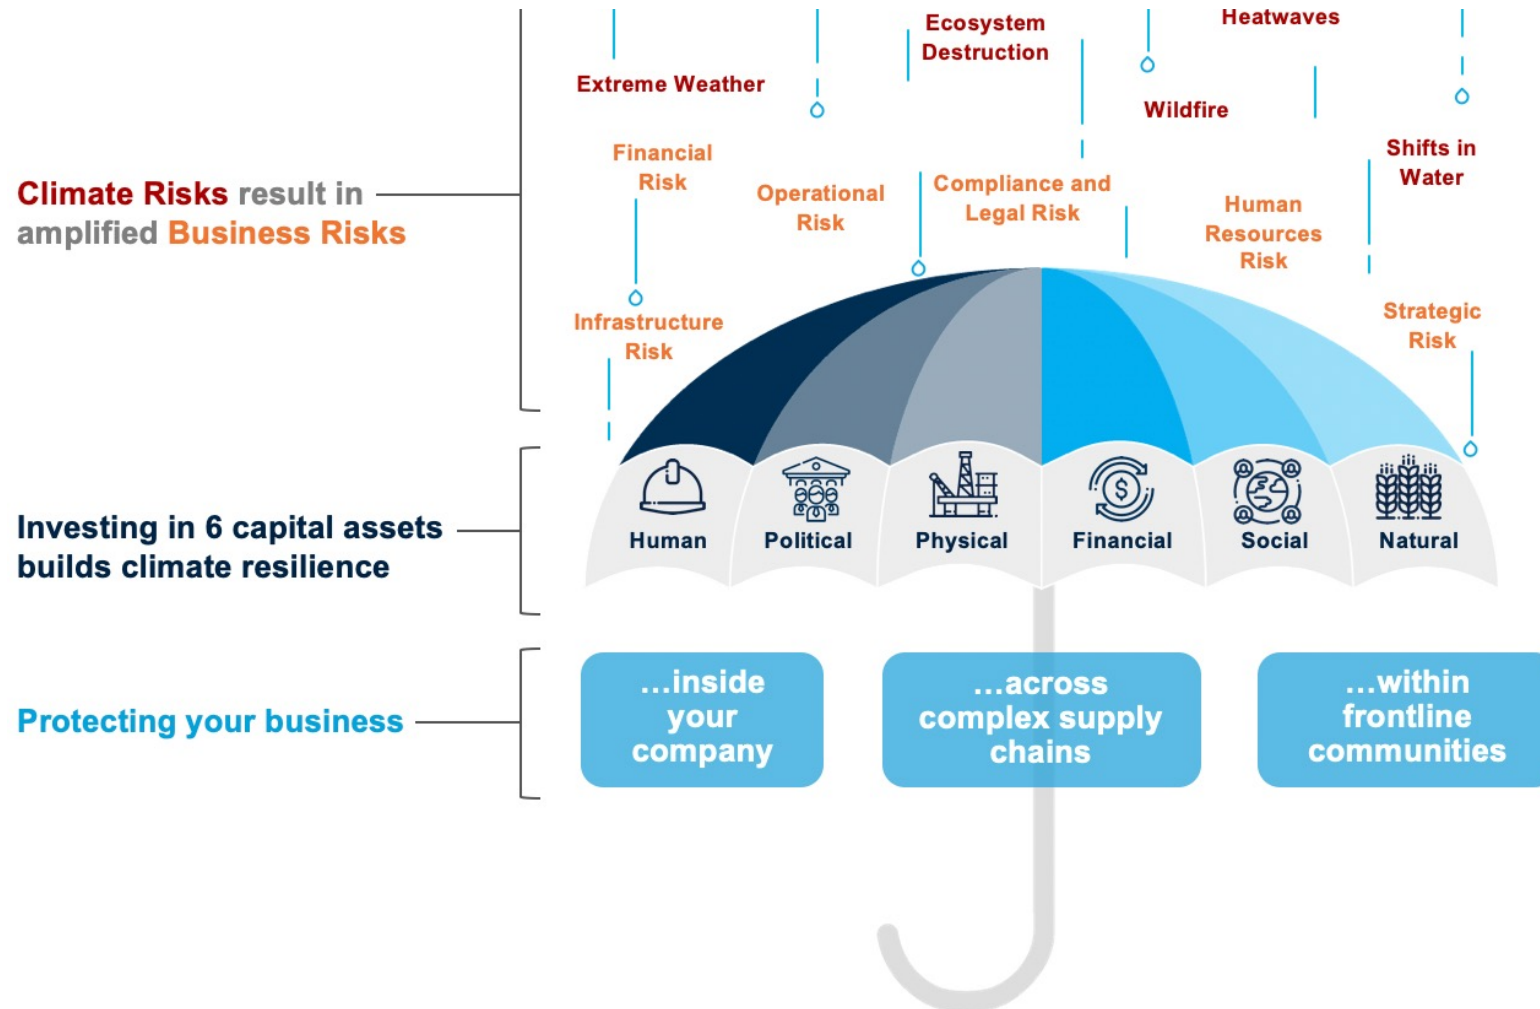 Ecosystem
Destruction
Heatwaves
Extreme Weather
Wildfire
Shifts in
Water
Financial
Risk
Operational
Risk
Compliance and
Legal Risk
Human
Resources
Risk
Infrastructure
Risk
Strategic
Risk
Climate Risks result in
amplified Business Risks
Investing in 6 capital assets
builds climate resilience
Human
Political
Physical
Financial
Social
Natural
Protecting your business
...inside
your
company
...across
complex supply
chains
...within
frontline
communities